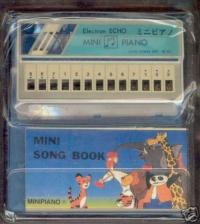 Electron ECHO ミニピアノ
MINI PIANO
MINI
SONG BOOK
MINIPIANO